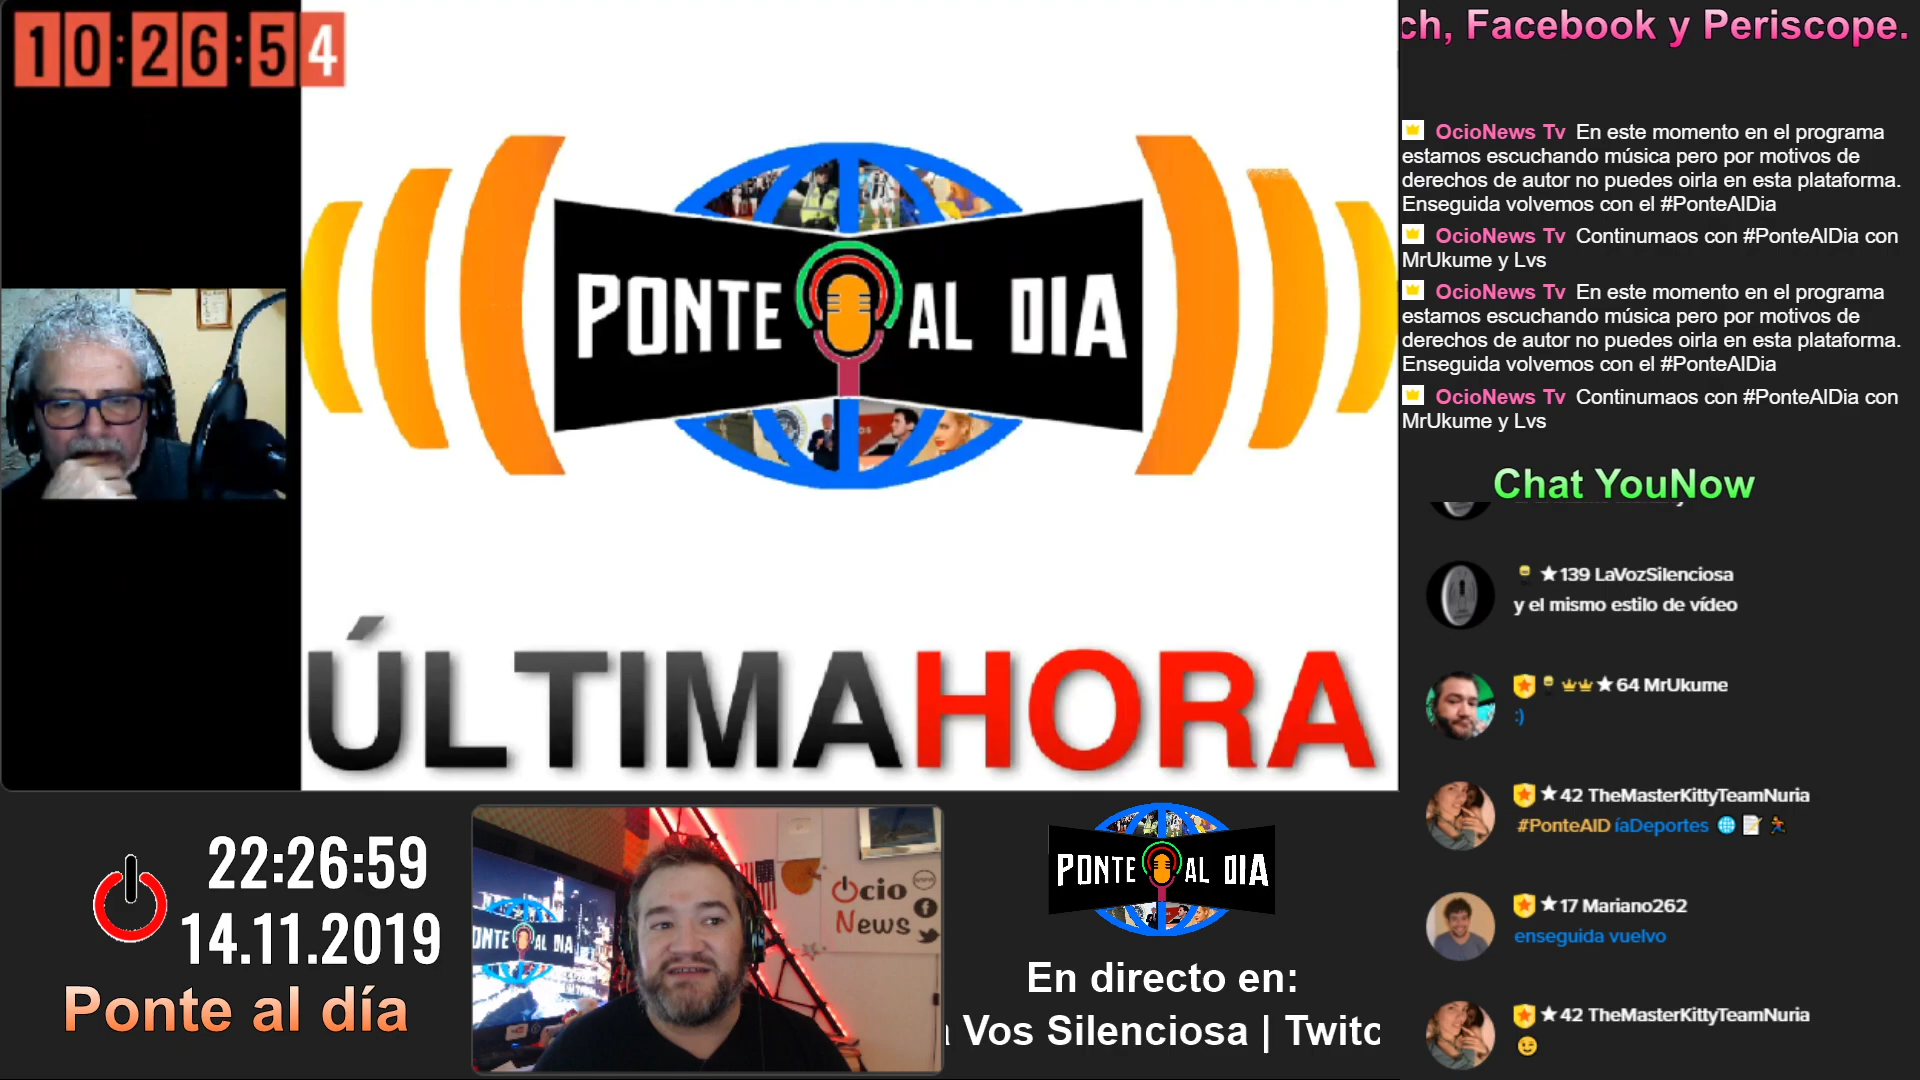 10:26:54
ch, Facebook y Periscope.
PONTE AL DIA
ÚLTIMAHORA
OcioNews Tv En este momento en el programa
estamos escuchando música pero por motivos de
derechos de autor no puedes oirla en esta plataforma.
Enseguida volvemos con el #PonteAlDia
OcioNews Tv Continumaos con #PonteAlDia con
MrUkume y Lvs
OcioNews Tv En este momento en el programa
estamos escuchando música pero por motivos de
derechos de autor no puedes oirla en esta plataforma.
Enseguida volvemos con el #PonteAlDia
OcioNews Tv Continumaos con #PonteAlDia con
MrUkume y Lvs
Chat YouNow
139 LaVozSilenciosa
y el mismo estilo de vídeo
64 MrUkume
:)
42 TheMasterKittyTeamNuria
#PonteAlD íaDeportes
17 Mariano262
enseguida vuelvo
42 TheMasterKittyTeamNuria
22:26:59
14.11.2019
Ponte al día
PONTE AL DIA
Ocio
News
PONTE AL DIA
En directo en:
Vos Silenciosa | Twitc